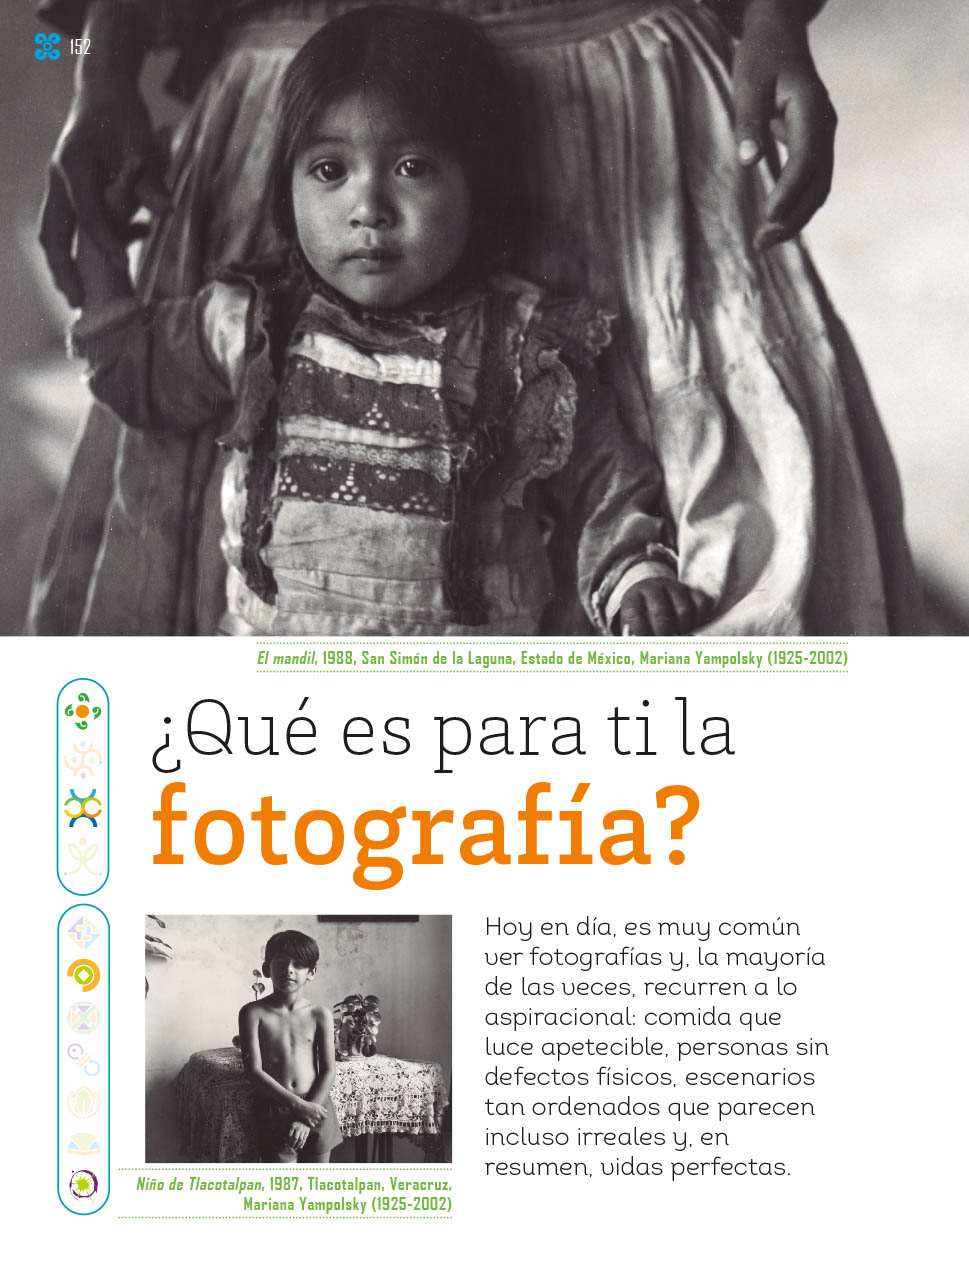 152
El mandil, 1988, San Simón de la Laguna, Estado de México, Mariana Yampolsky (1925-2002)
¿Qué es para ti la
fotografía?
Hoy en día, es muy común
ver fotografías y, la mayoría
de las veces, recurren a lo
aspiracional: comida que
luce apetecible, personas sin
defectos físicos, escenarios
tan ordenados que parecen
incluso irreales y, en
resumen, vidas perfectas.
Niño de Tlacotalpan, 1987, Tlacotalpan, Veracruz,
Mariana Yampolsky (1925-2002)